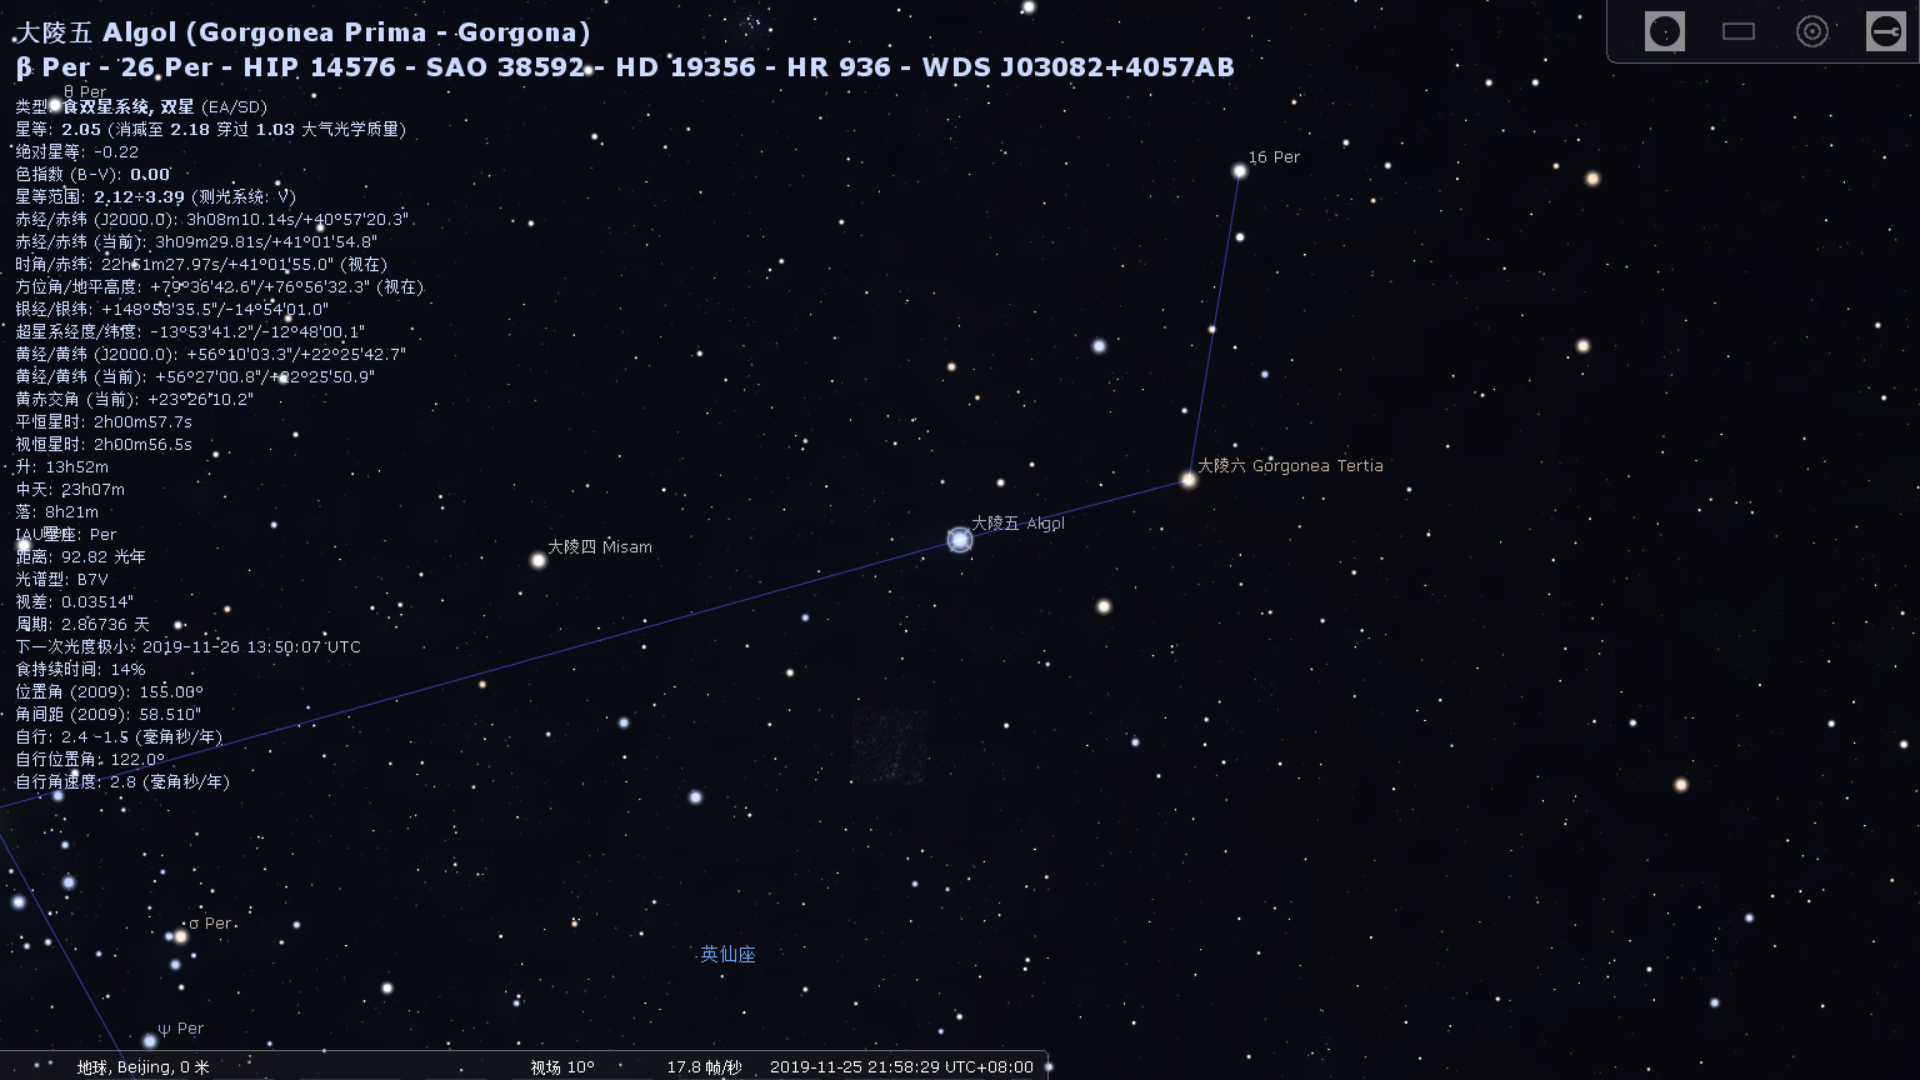 大陵五 Algol (Gorgonea Prima - Gorgona)
β Per - 26 Per - HIP 14576 - SAO 38592 - HD 19356 - HR 936 - WDS J03082+4057AB
θ Per
类型: 食双星系统, 双星 (EA/SD)
星等: 2.05 (消减至 2.18 穿过 1.03 大气光学质量)
绝对星等: -0.22
色指数 (B-V): 0.00
星等范围: 2.12÷3.39 (测光系统: V)
赤经/赤纬 (J2000.0): 3h08m10.14s/+40°57'20.3"
赤经/赤纬 (当前): 3h09m29.81s/+41°01'54.8"
时角/赤纬: 22h51m27.97s/+41°01'55.0" (视在)
方位角/地平高度: +79°36'42.6"/+76°56'32.3" (视在)
银经/银纬: +148°58'35.5"/-14°54'01.0"
超星系经度/纬度: -13°53'41.2"/-12°48'00.1"
黄经/黄纬 (J2000.0): +56°10'03.3"/+22°25'42.7"
黄经/黄纬 (当前): +56°27'00.8"/+22°25'50.9"
黄赤交角 (当前): +23°26'10.2"
平恒星时: 2h00m57.7s
视恒星时: 2h00m56.5s
升: 13h52m
中天: 23h07m
落: 8h21m
IAU星座: Per
距离: 92.82 光年
光谱型: B7V
视差: 0.03514"
周期: 2.86736 天
下一次光度极小: 2019-11-26 13:50:07 UTC
食持续时间: 14%
位置角 (2009): 155.00°
角间距 (2009): 58.510"
自行: 2.4 -1.5 (毫角秒/年)
自行位置角: 122.0°
自行角速度: 2.8 (毫角秒/年)
16 Per
大陵六 Gorgonea Tertia
大陵五 Algol
大陵四 Misam
σ Per
英仙座
ψ Per
地球, Beijing, 0 米
视场 10°
17.8 帧/秒
2019-11-25 21:58:29 UTC+08:00